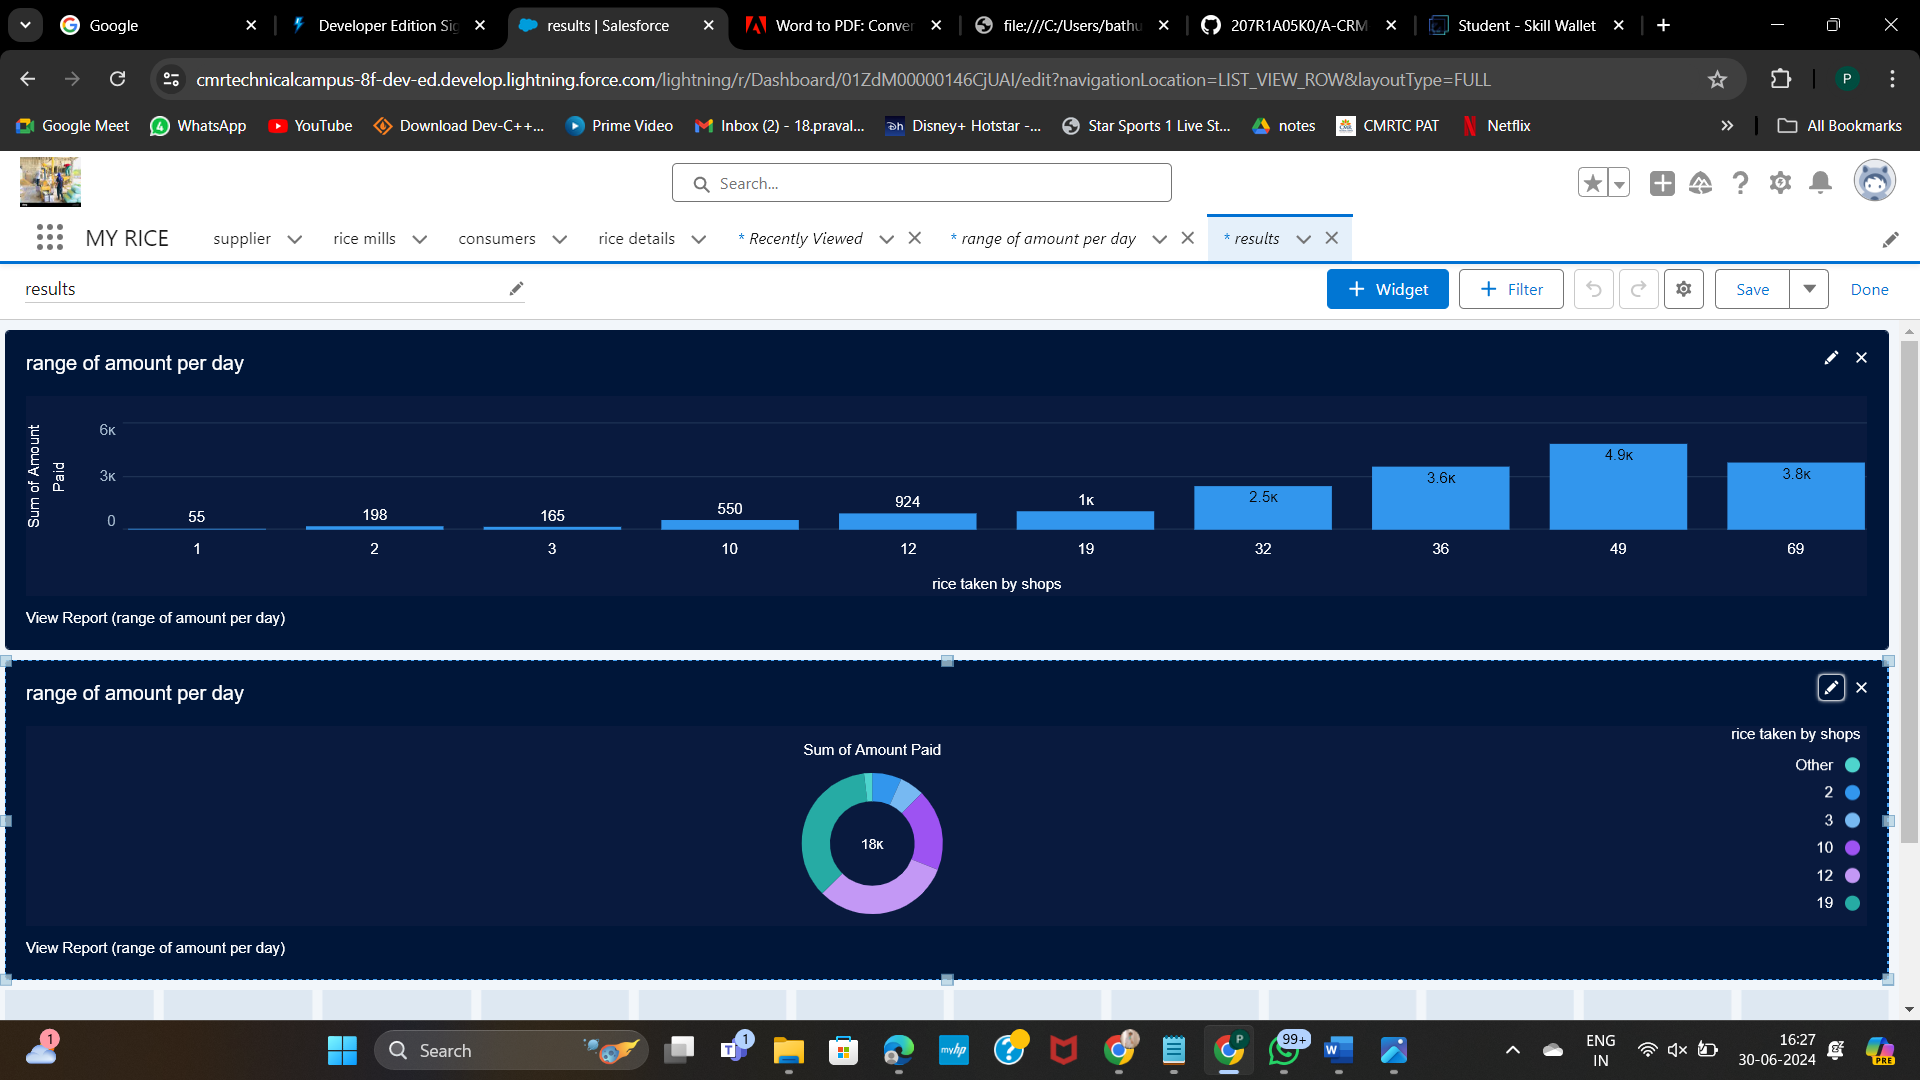 Google
Developer Edition Sig
results | Salesforce
Word to PDF: Conver
file:///C:/Users/bathu
207R1A05K0/A-CRM
Student - Skill Wallet
cmrtechnicalcampus-8f-dev-ed.develop.lightning.force.com/lightning/r/Dashboard/01ZdM00000146CjUAI/edit?navigationLocation=LIST_VIEW_ROW&layoutType=FULL
P
Google Meet
WhatsApp
YouTube
Download Dev-C++...
Prime Video
Inbox (2) - 18.praval...
Disney+ Hotstar -...
Star Sports 1 Live St...
notes
CMRTC PAT
Netflix
All Bookmarks
Search...
MY RICE
supplier
rice mills
consumers
rice details
* Recently Viewed
* range of amount per day
* results
results
+ Widget
+ Filter
Save
Done
range of amount per day
Sum of Amount
Paid
6K
3K
0
55
198
165
550
924
1K
2.5K
3.6K
4.9K
3.8K
1
2
3
10
12
19
32
36
49
69
rice taken by shops
View Report (range of amount per day)
range of amount per day
Sum of Amount Paid
18K
rice taken by shops
Other
2
3
10
12
19
View Report (range of amount per day)
1
Search
1
myhp
P
99+
W
ENG
IN
16:27
30-06-2024
PRE